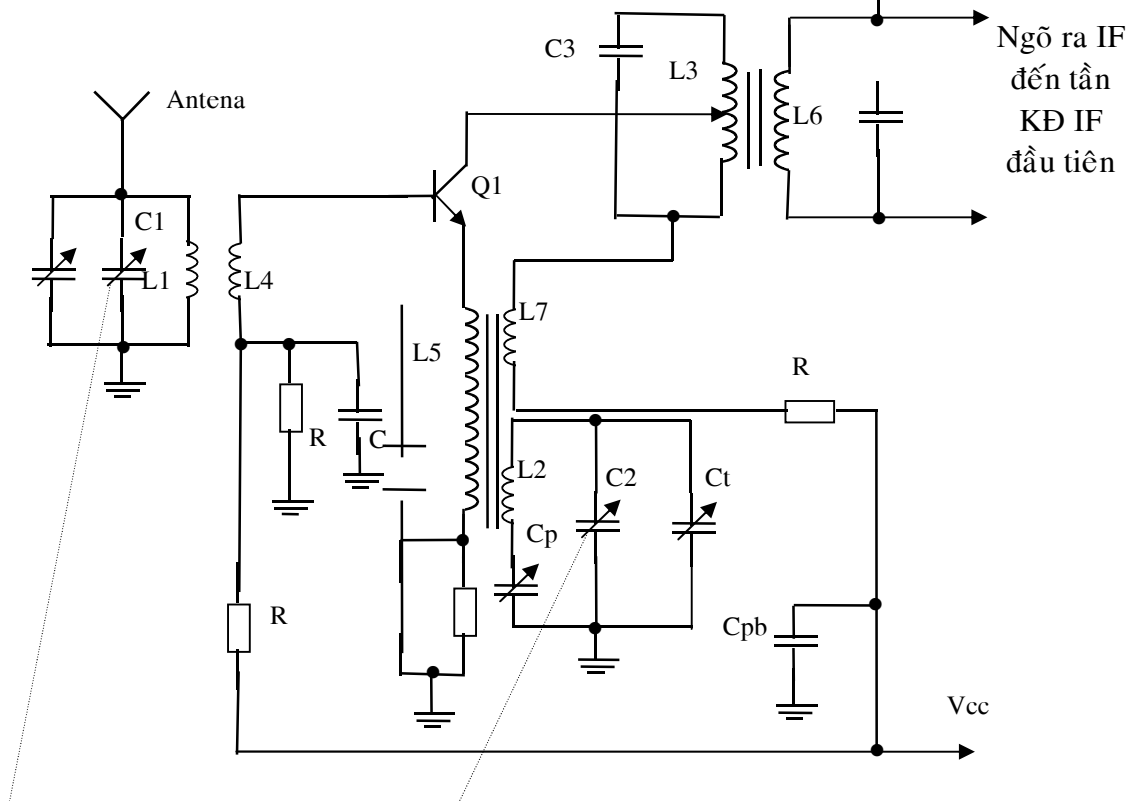 Ngõ ra IF
đến tần
KĐ IF
đầu tiên
C3
L3
L6
Antena
Q1
C1
L1
L4
L7
L5
R
R
C
L2
C2
Ct
Cp
R
Cpb
Vcc